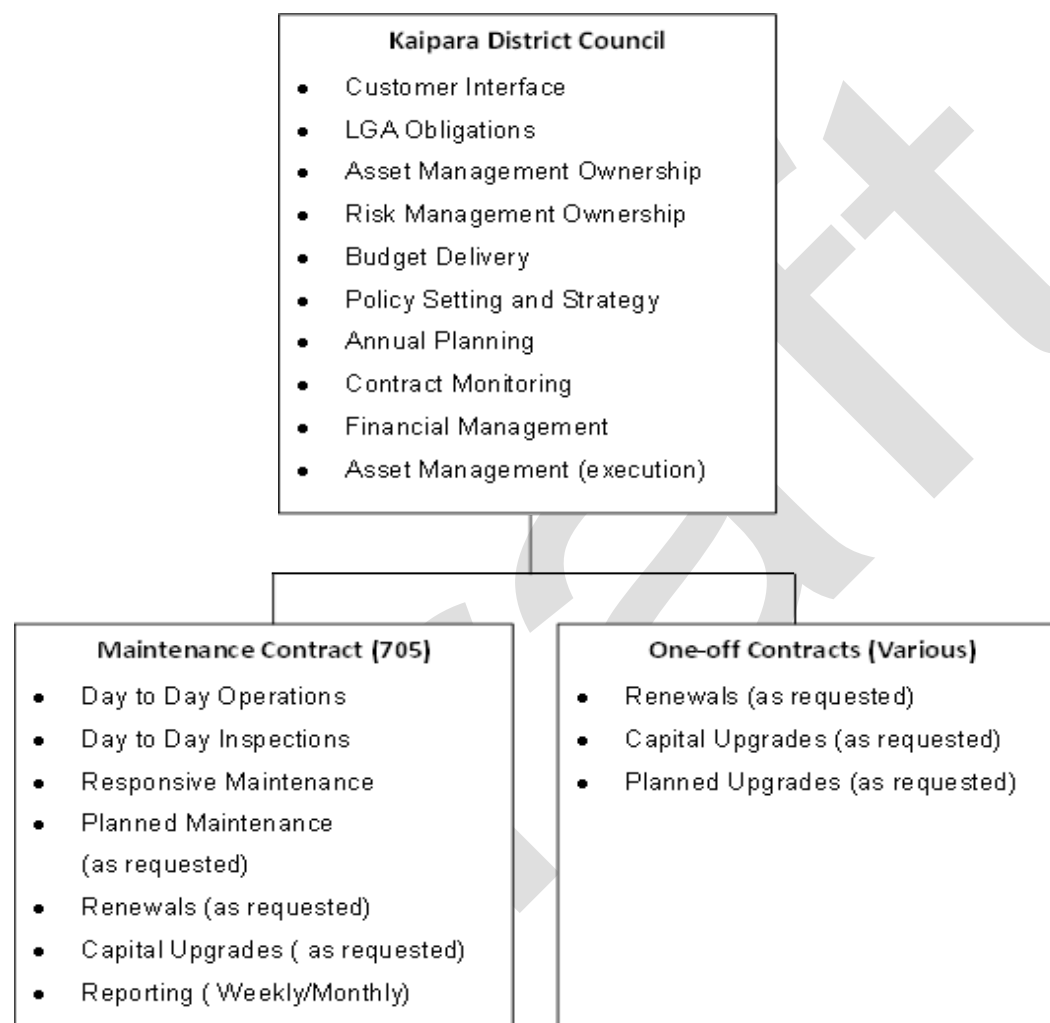 Kaipara District Council
● Customer Interface
● LGA Obligations
● Asset Management Ownership
● Risk Management Ownership
● Budget Delivery
● Policy Setting and Strategy
● Annual Planning
● Contract Monitoring
● Financial Management
● Asset Management (execution)
Maintenance Contract (705)
● Day to Day Operations
● Day to Day Inspections
● Responsive Maintenance
● Planned Maintenance
(as requested)
● Renewals (as requested)
● Capital Upgrades ( as requested)
● Reporting ( Weekly/Monthly)
One-off Contracts (Various)
● Renewals (as requested)
● Capital Upgrades (as requested)
● Planned Upgrades (as requested)